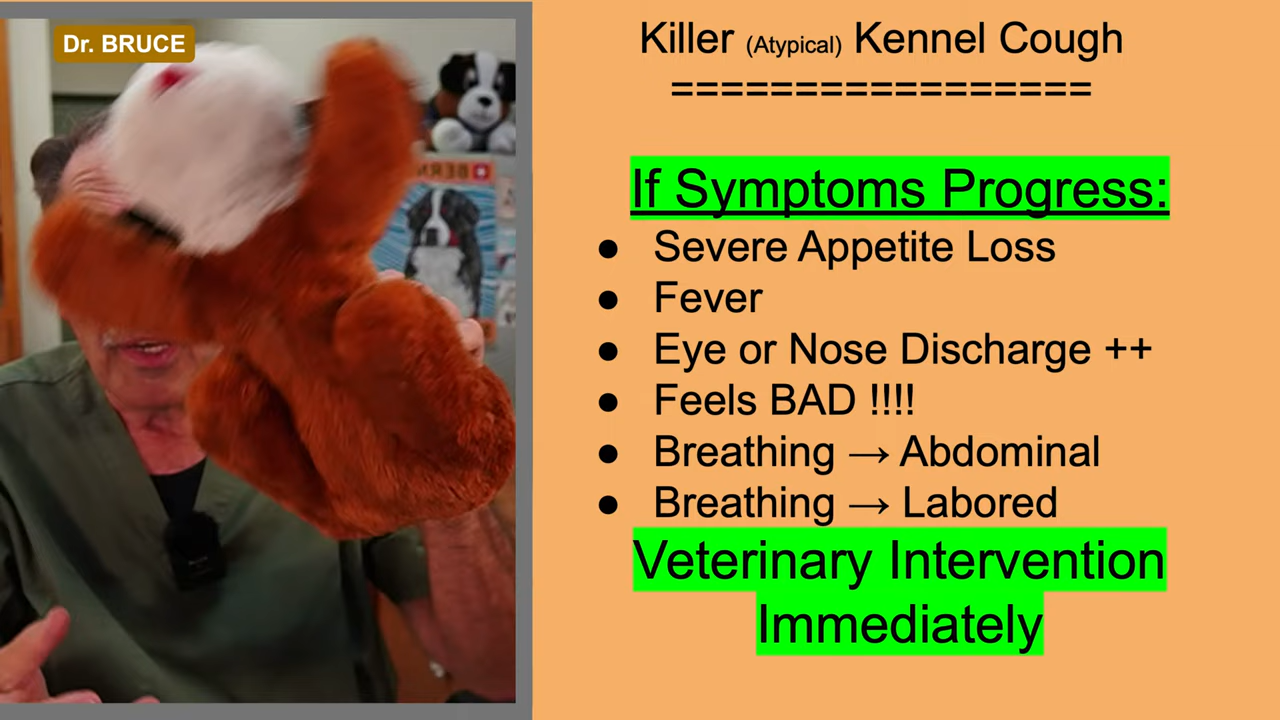 Dr. BRUCE
Killer (Atypical) Kennel Cough
=================
If Symptoms Progress:
● Severe Appetite Loss
● Fever
● Eye or Nose Discharge ++
● Feels BAD !!!!
● Breathing → Abdominal
● Breathing → Labored
Veterinary Intervention
Immediately